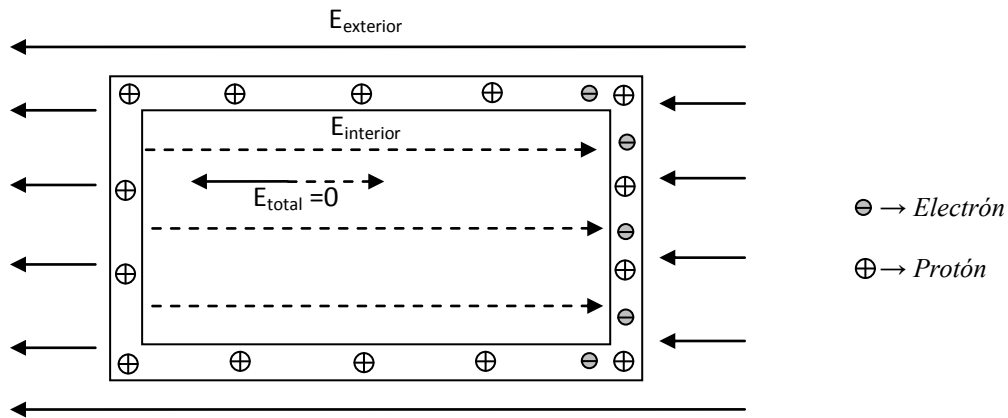 E_exterior
E_interior
E_total =0
⊖ → Electrón
⊕ → Protón